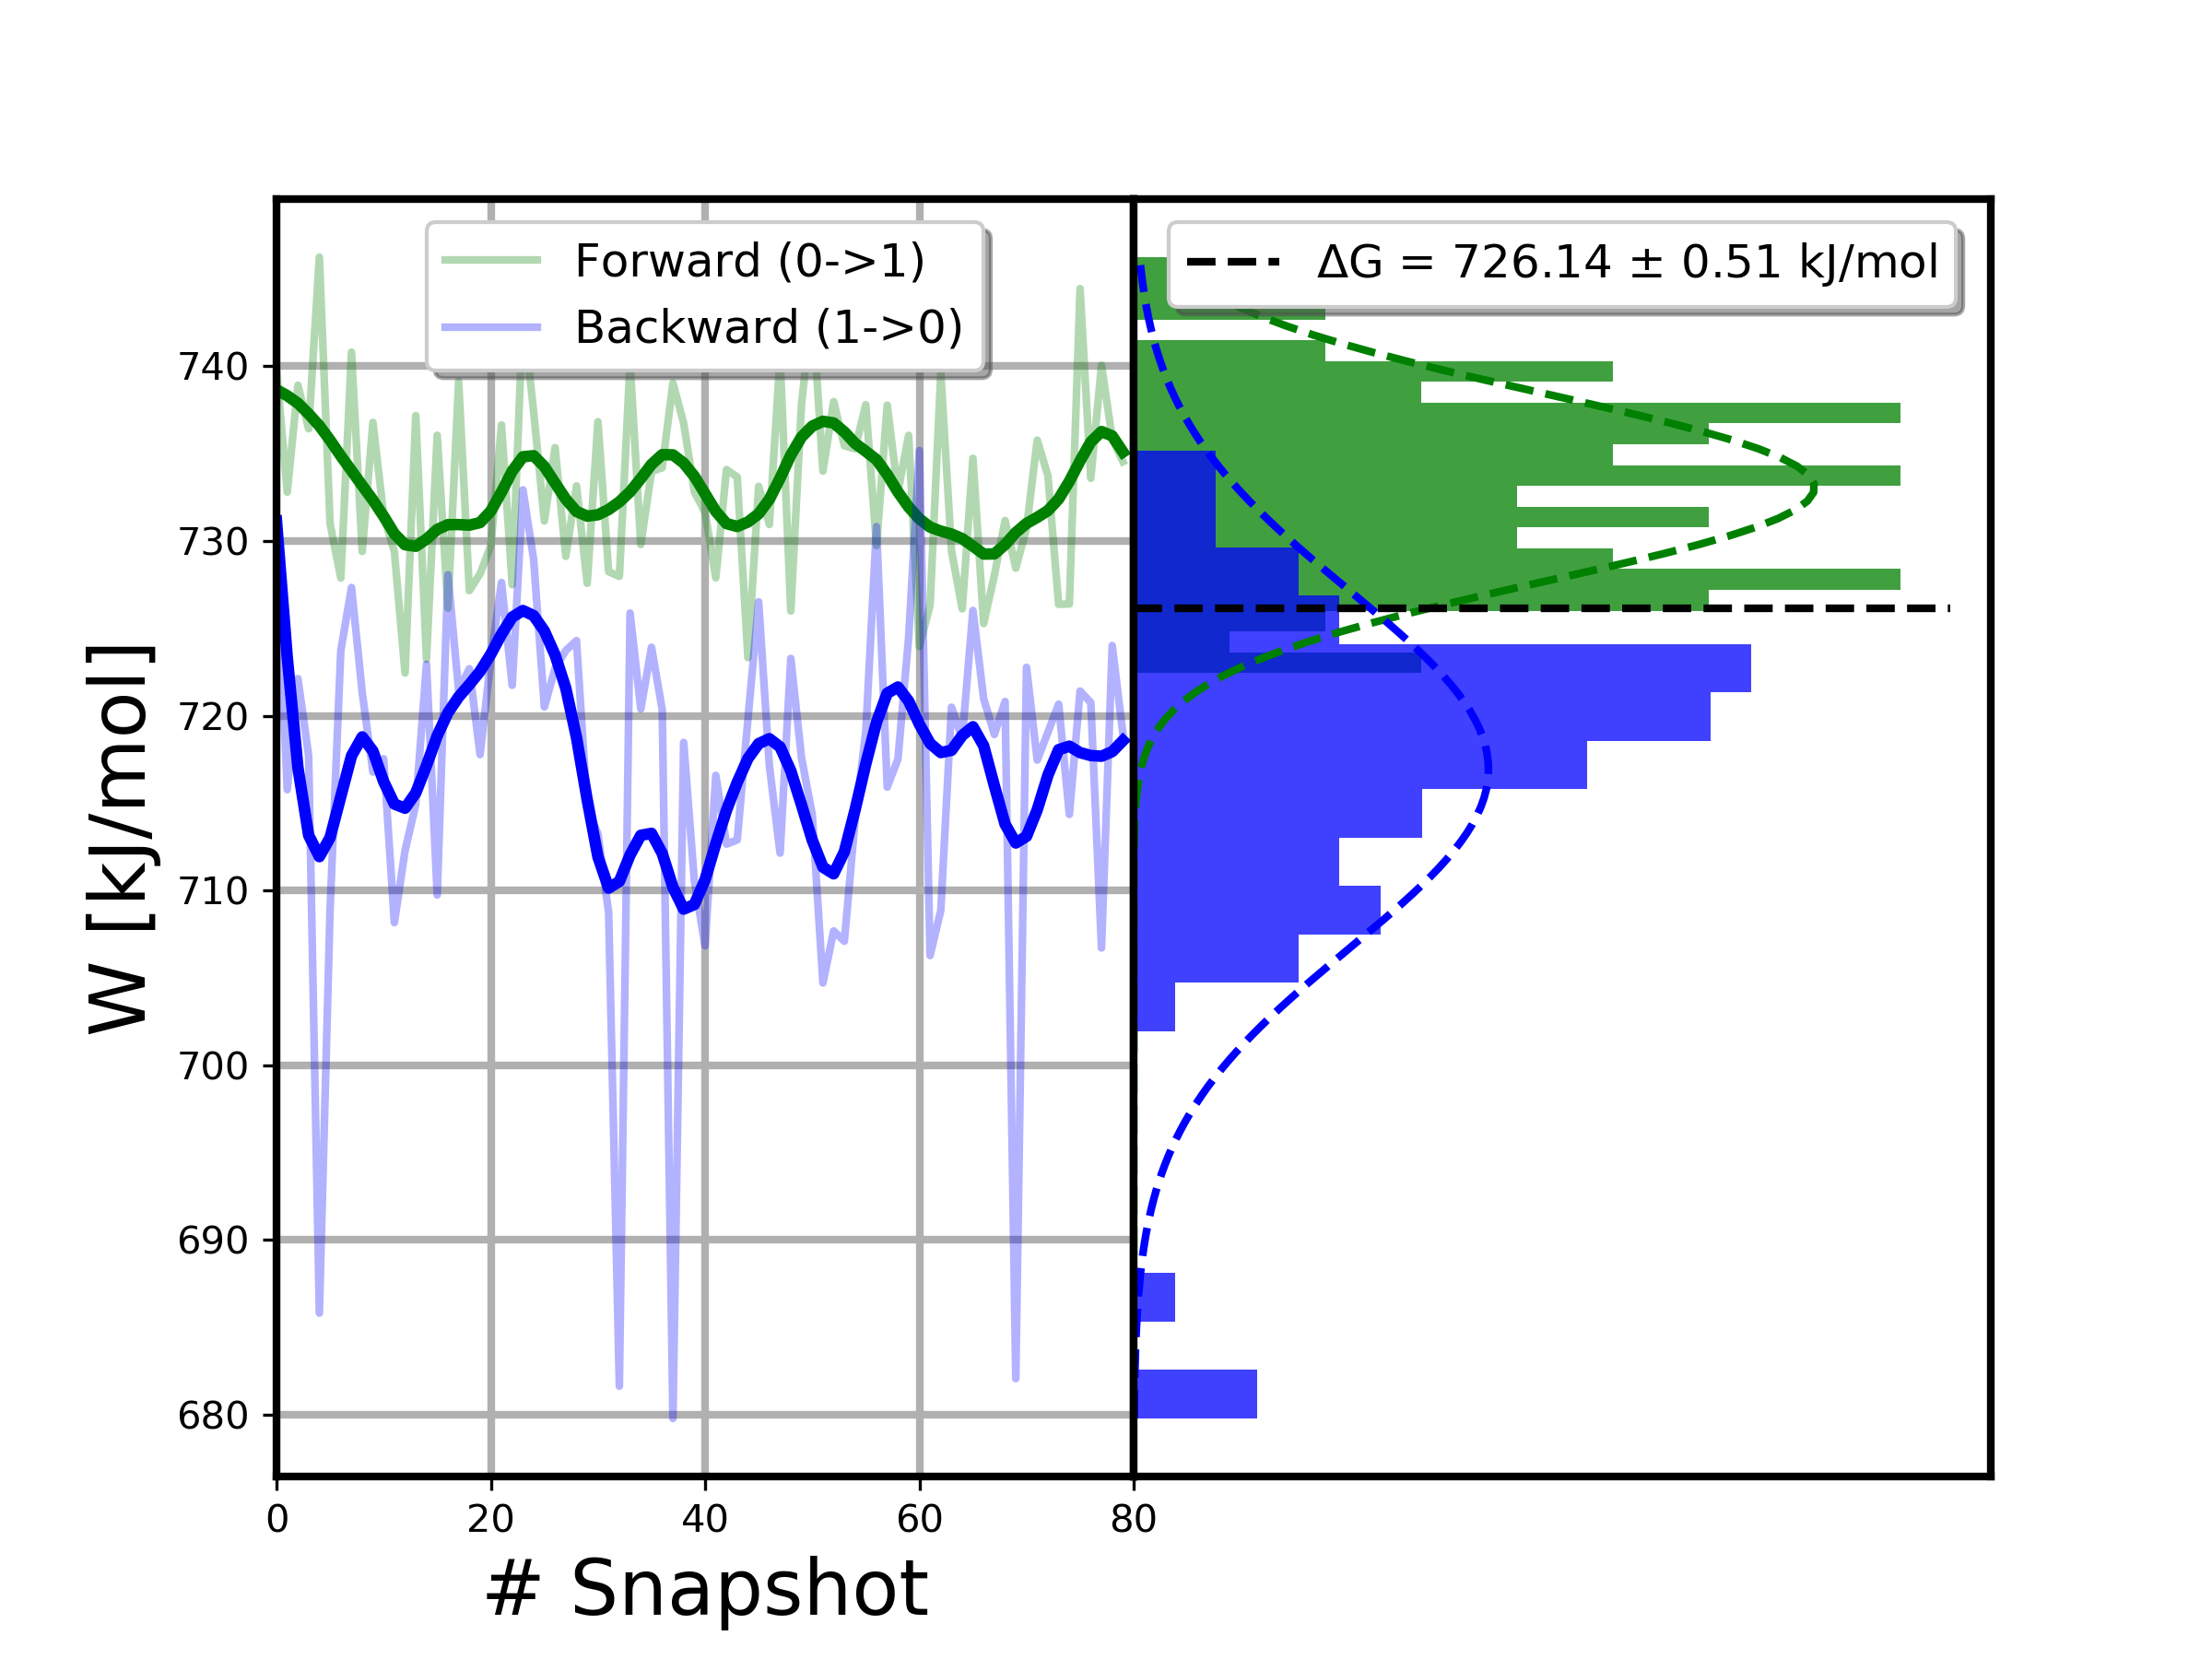 Forward (0->1)
Backward (1->0)
ΔG = 726.14 ± 0.51 kJ/mol
W [kJ/mol]
740
730
720
710
700
690
680
0 20 40 60 80
# Snapshot